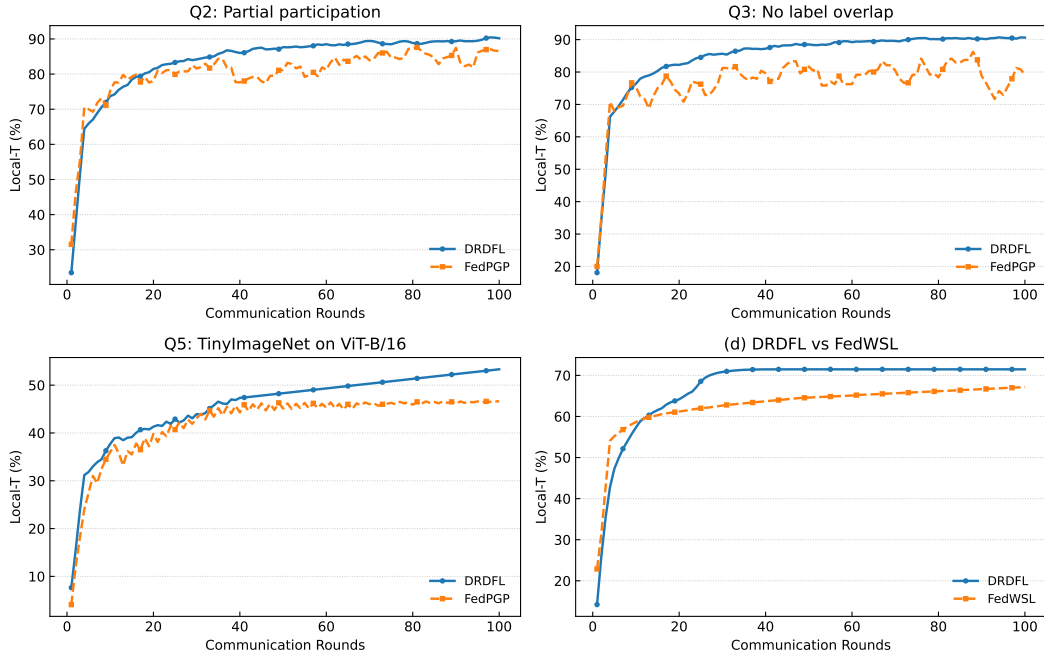 Q2: Partial participation
Local-T (%)
90
80
70
60
50
40
30
0 20 40 60 80 100
Communication Rounds
DRDFL
FedPGP
Q3: No label overlap
Local-T (%)
90
80
70
60
50
40
30
20
0 20 40 60 80 100
Communication Rounds
DRDFL
FedPGP
Q5: TinyImageNet on ViT-B/16
Local-T (%)
50
40
30
20
10
0 20 40 60 80 100
Communication Rounds
DRDFL
FedPGP
(d) DRDFL vs FedWSL
Local-T (%)
70
60
50
40
30
20
0 20 40 60 80 100
Communication Rounds
DRDFL
FedWSL